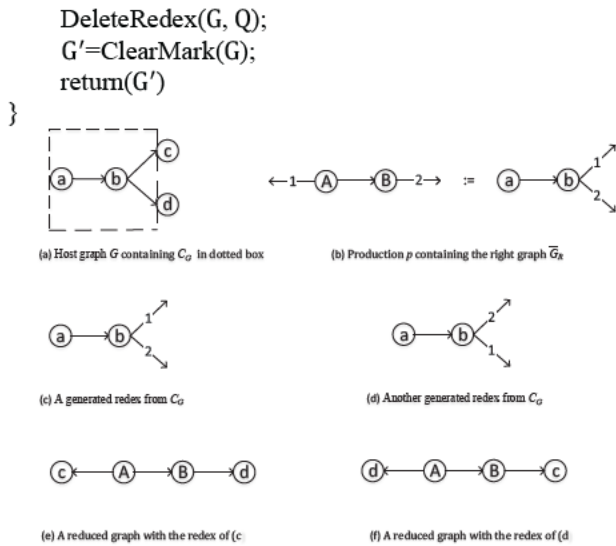 DeleteRedex(G, Q);
G′=ClearMark(G);
return(G′)
}
a b c d
←1 A B 2→ := a b 1 2
(a) Host graph G containing C_G in dotted box
(b) Production p containing the right graph G̅_R
a b 1 2
a b 2 1
(c) A generated redex from C_G
(d) Another generated redex from C_G
c A B d
d A B c
(e) A reduced graph with the redex of (c
(f) A reduced graph with the redex of (d